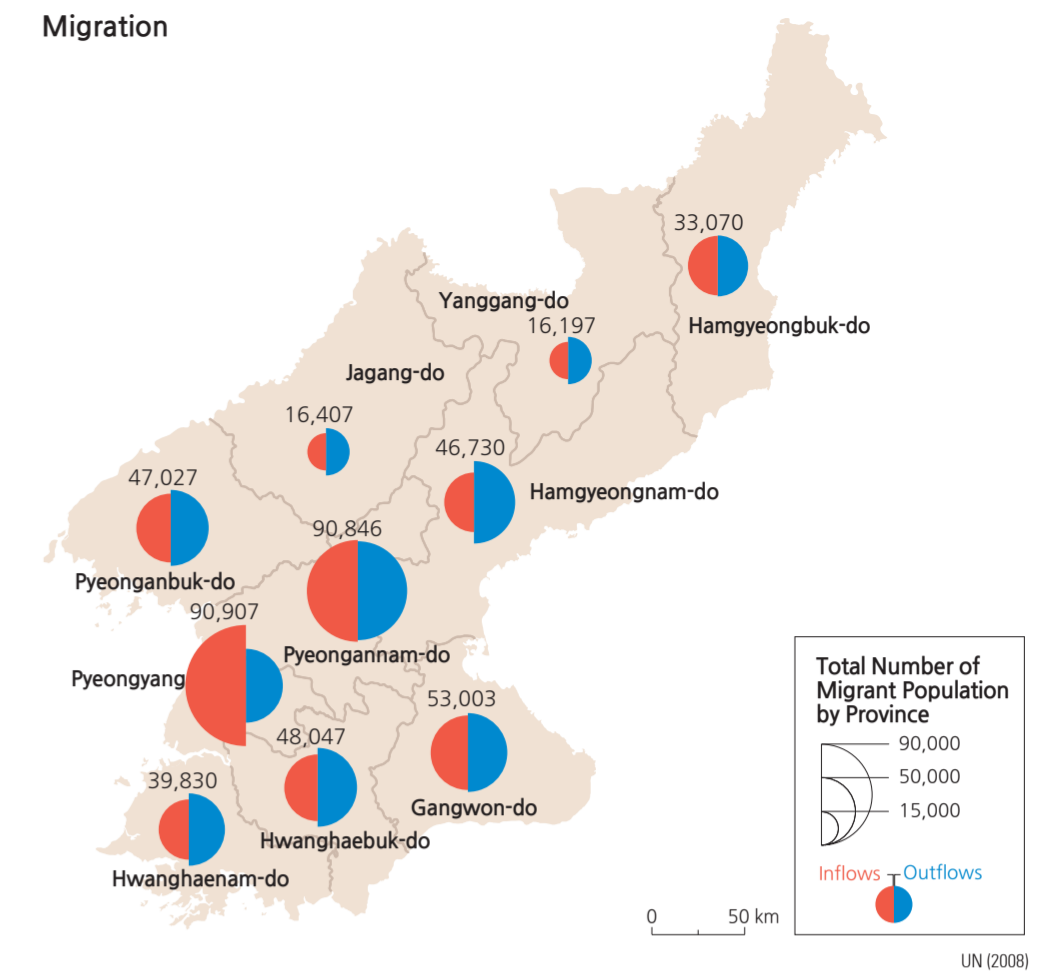 Migration
33,070
Hamgyeongbuk-do
Yanggang-do
16,197
Jagang-do
16,407
46,730
Hamgyeongnam-do
47,027
Pyeonganbuk-do
90,846
Pyeongannam-do
90,907
Pyeongyang
53,003
Gangwon-do
48,047
Hwanghaebuk-do
39,830
Hwanghaenam-do
Total Number of
Migrant Population
by Province
90,000
50,000
15,000
Inflows Outflows
0 50 km
UN (2008)